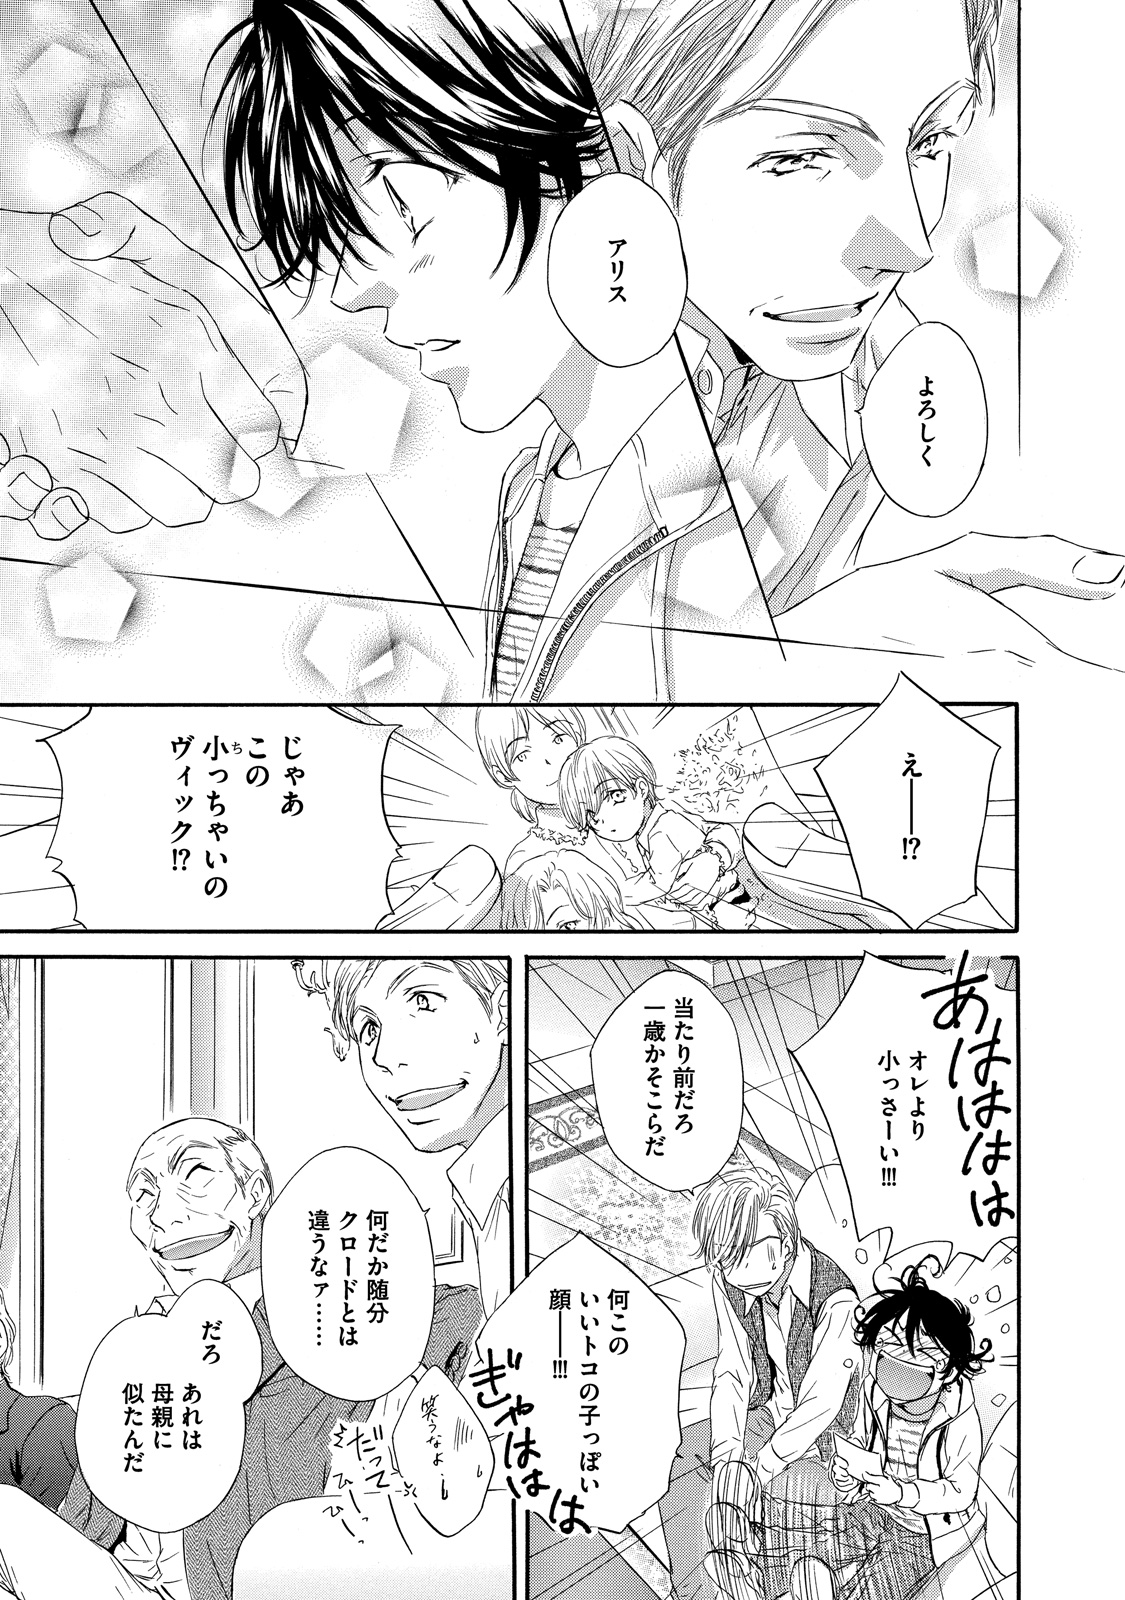 よろしく
アリス
え――!?
じゃあ
この
小っちゃいの
ち
ヴィック!?
あはははは
オレより
小っさーい!!!
当たり前だろ
一歳かそこらだ
何この
いいトコの子っぽい
顔――!!!
ぎゃははは
笑うなよ
だって
ひー
ひーっ
何だか随分
クロードとは
違うなァ……
だろ
あれは
母親に
似たんだ